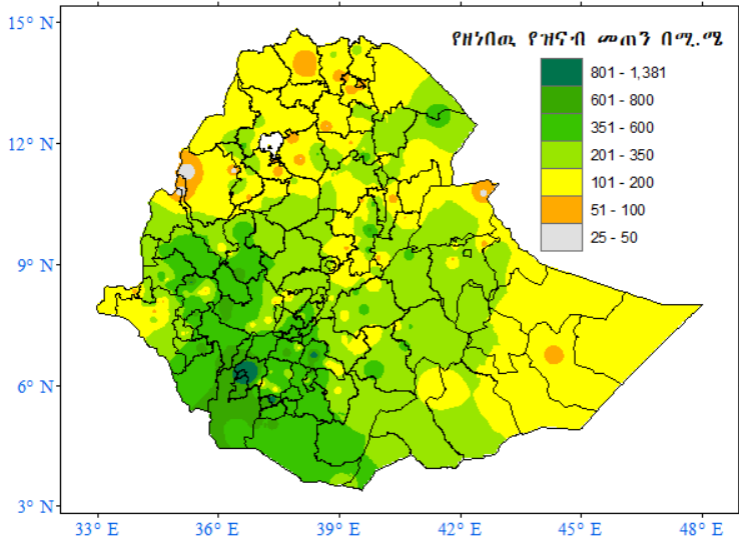 15° N
12° N
9° N
6° N
3° N
33° E
36° E
39° E
42° E
45° E
48° E
የዘነበዉ የዝናብ መጠን በሚ.ሜ
801 - 1,381
601 - 800
351 - 600
201 - 350
101 - 200
51 - 100
25 - 50